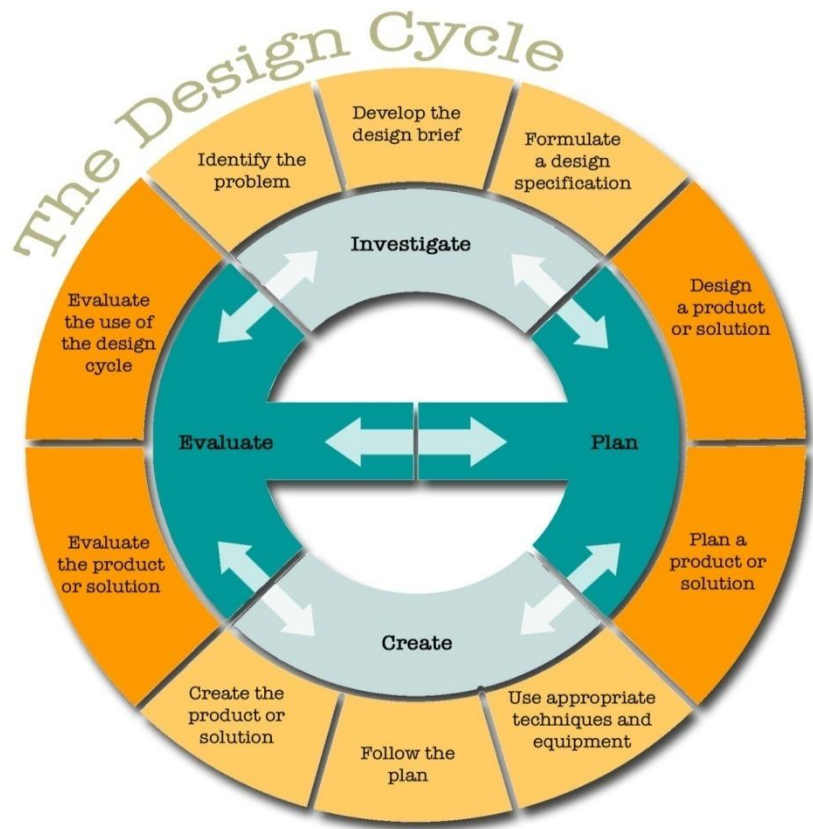 The Design Cycle
Identify the
problem
Develop the
design brief
Formulate
a design
specification
Design
a product
or solution
Plan a
product or
solution
Use appropriate
techniques and
equipment
Follow the
plan
Create the
product or
solution
Evaluate
the product
or solution
Evaluate
the use of
the design
cycle
Investigate
Plan
Create
Evaluate